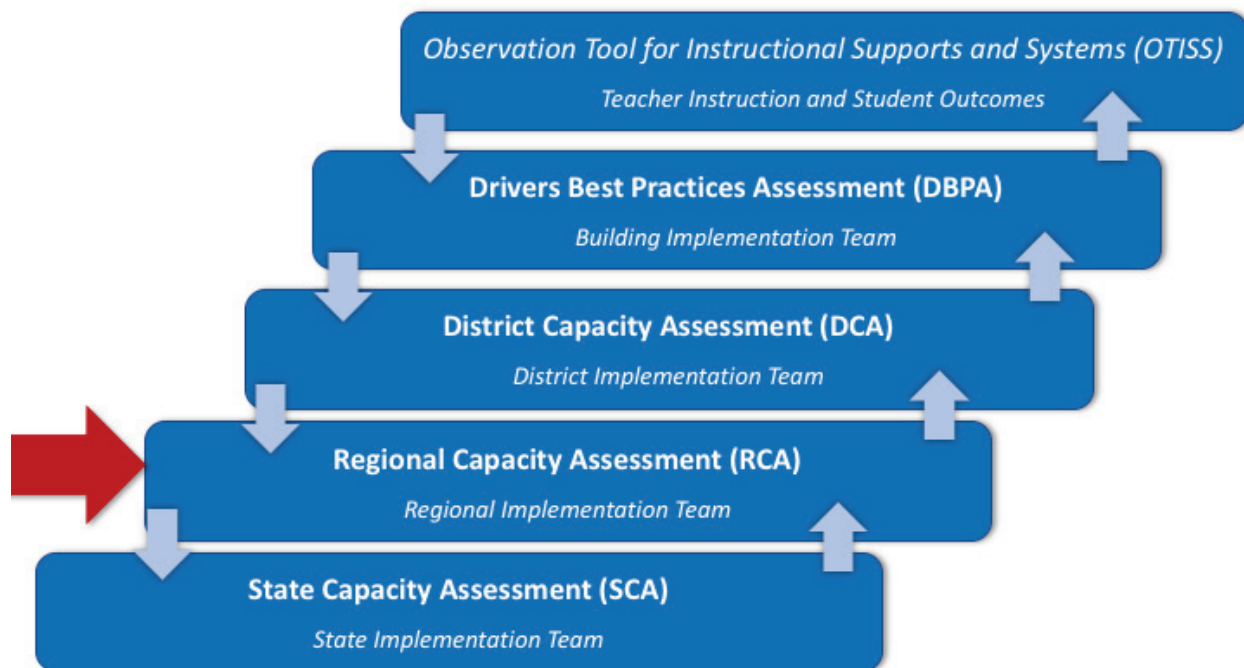 Observation Tool for Instructional Supports and Systems (OTISS)
Teacher Instruction and Student Outcomes
Drivers Best Practices Assessment (DBPA)
Building Implementation Team
District Capacity Assessment (DCA)
District Implementation Team
Regional Capacity Assessment (RCA)
Regional Implementation Team
State Capacity Assessment (SCA)
State Implementation Team